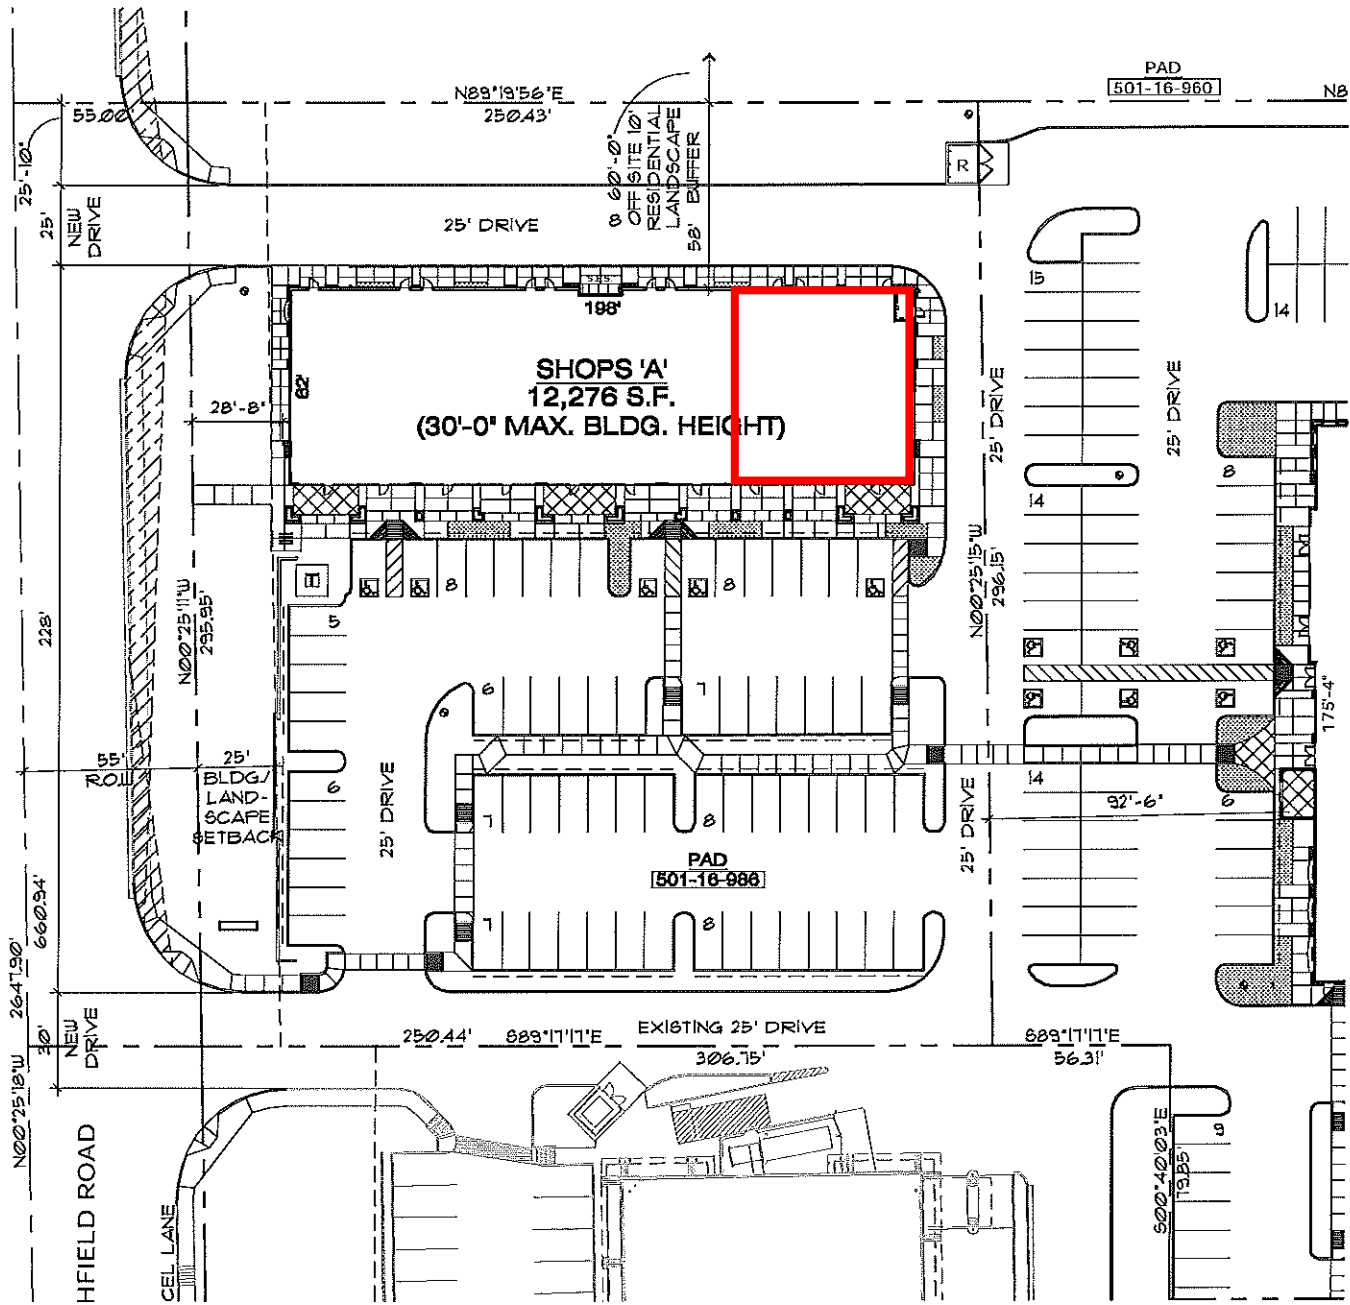 PAD
501-16-960
N89°19'56"E
N8
250.43'
55.00'
25'-10"
8 60'-0"
OFF SITE 10'
RESIDENTIAL
LANDSCAPE
BUFFER
58'
R
25'
NEW
DRIVE
25' DRIVE
15
14
S.E.S.
198'
SHOPS 'A'
12,276 S.F.
(30'-0" MAX. BLDG. HEIGHT)
62'
28'-8"
25' DRIVE
25' DRIVE
8
14
8
8
5
N00°25'11"W
295.95'
N00°25'15"W
296.15'
228'
6
7
175'-4"
55'
R.O.W.
25'
BLDG./
LAND-
SCAPE
SETBACK
6
25' DRIVE
25' DRIVE
14
92'-6"
6
7
8
PAD
501-16-986
7
8
660.94'
2647.90'
N00°25'18"W
30'
NEW
DRIVE
EXISTING 25' DRIVE
250.44'
S89°17'17"E
306.75'
S89°17'17"E
56.31'
S00°40'03"E
79.85'
9
HFIELD ROAD
CEL LANE